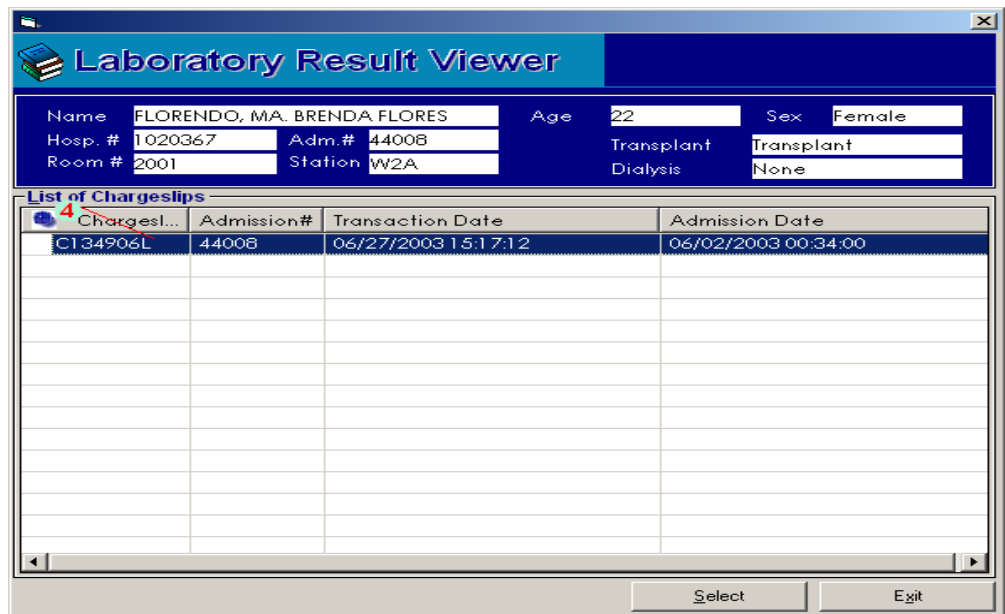 Laboratory Result Viewer
Name FLORENDO, MA. BRENDA FLORES Age 22 Sex Female
Hosp. # 1020367 Adm.# 44008 Transplant Transplant
Room # 2001 Station W2A Dialysis None
List of Chargeslips
4
Chargesl... Admission# Transaction Date Admission Date
C134906L 44008 06/27/2003 15:17:12 06/02/2003 00:34:00
Select Exit